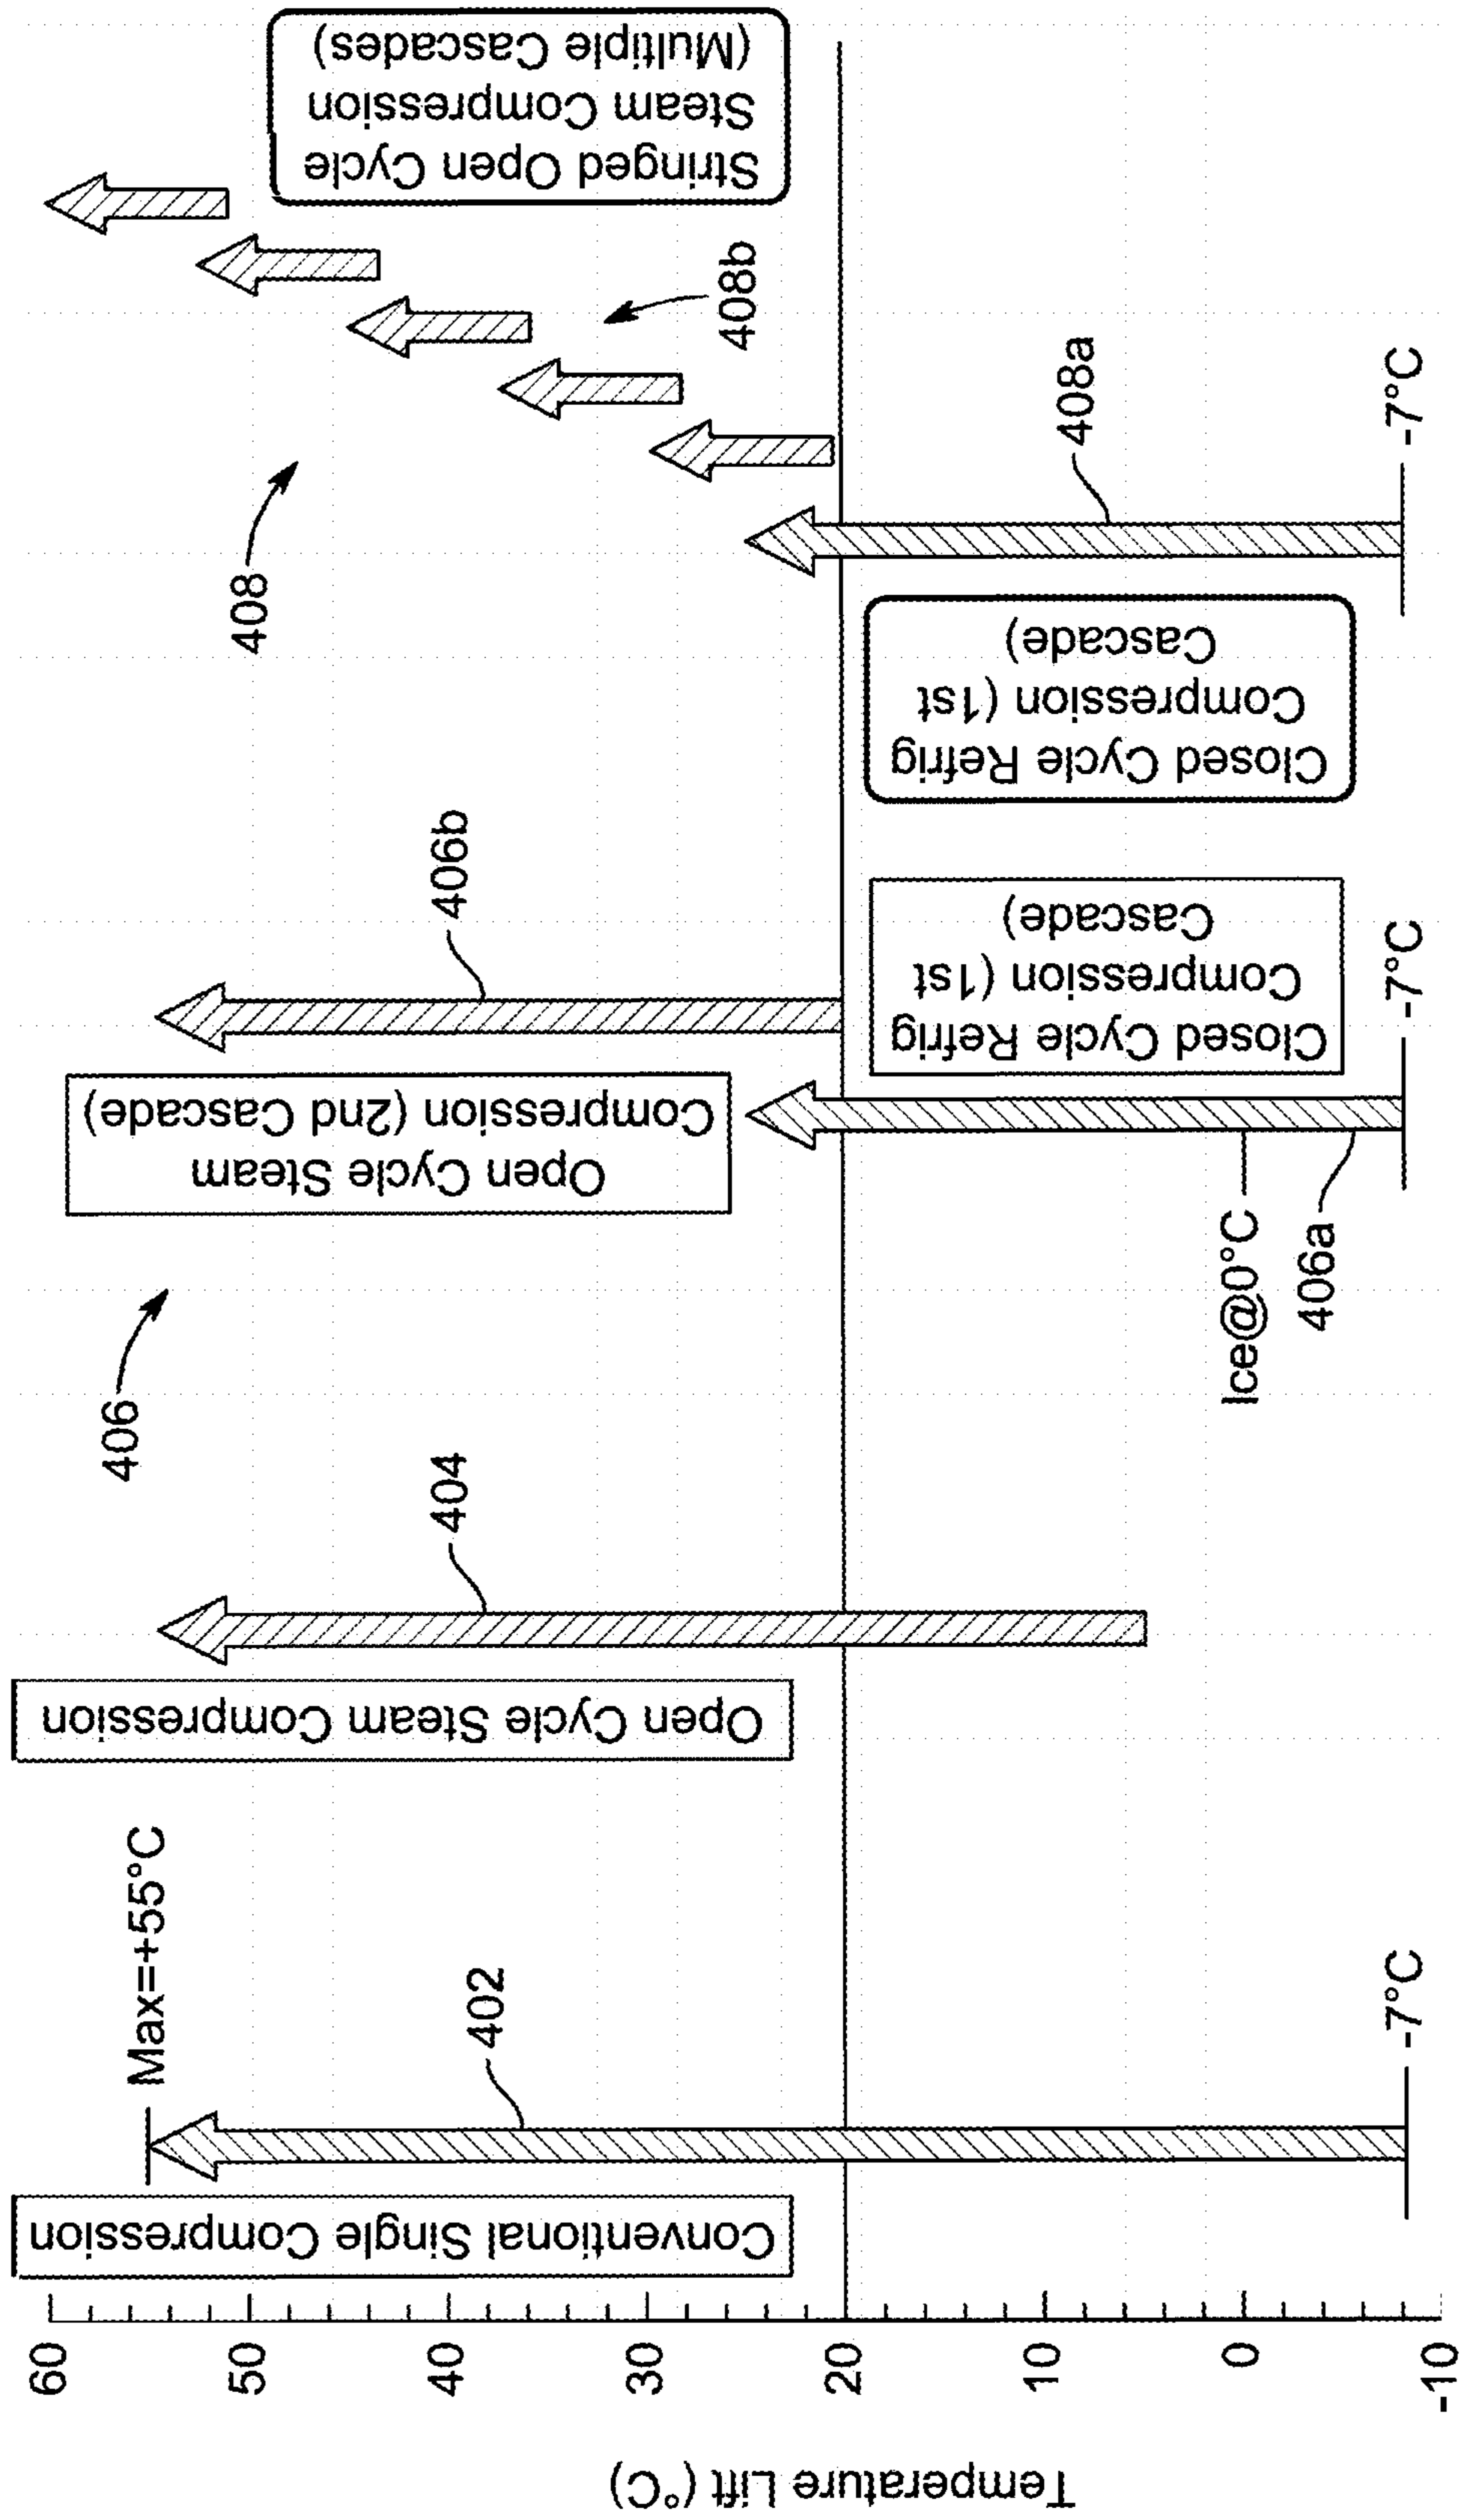 Temperature Lift (°C)
60
50
40
30
20
10
0
-10
Conventional Single Compression
Max=+55°C
402
-7°C
Open Cycle Steam Compression
404
406
Open Cycle Steam
Compression (2nd Cascade)
406b
Ice@0°C
406a
-7°C
Closed Cycle Refrig
Compression (1st
Cascade)
408
Closed Cycle Refrig
Compression (1st
Cascade)
408a
-7°C
408b
Stringed Open Cycle
Steam Compression
(Multiple Cascades)